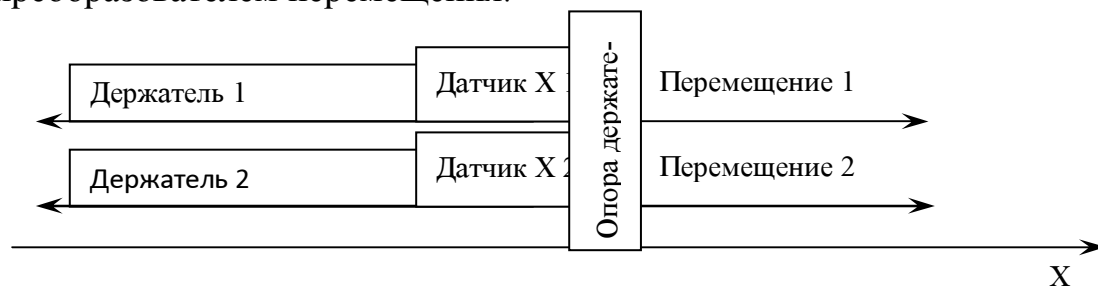 преобразователем перемещения.
Держатель 1
Датчик X 1
Опора держате-
Перемещение 1
Держатель 2
Датчик X 2
Перемещение 2
X